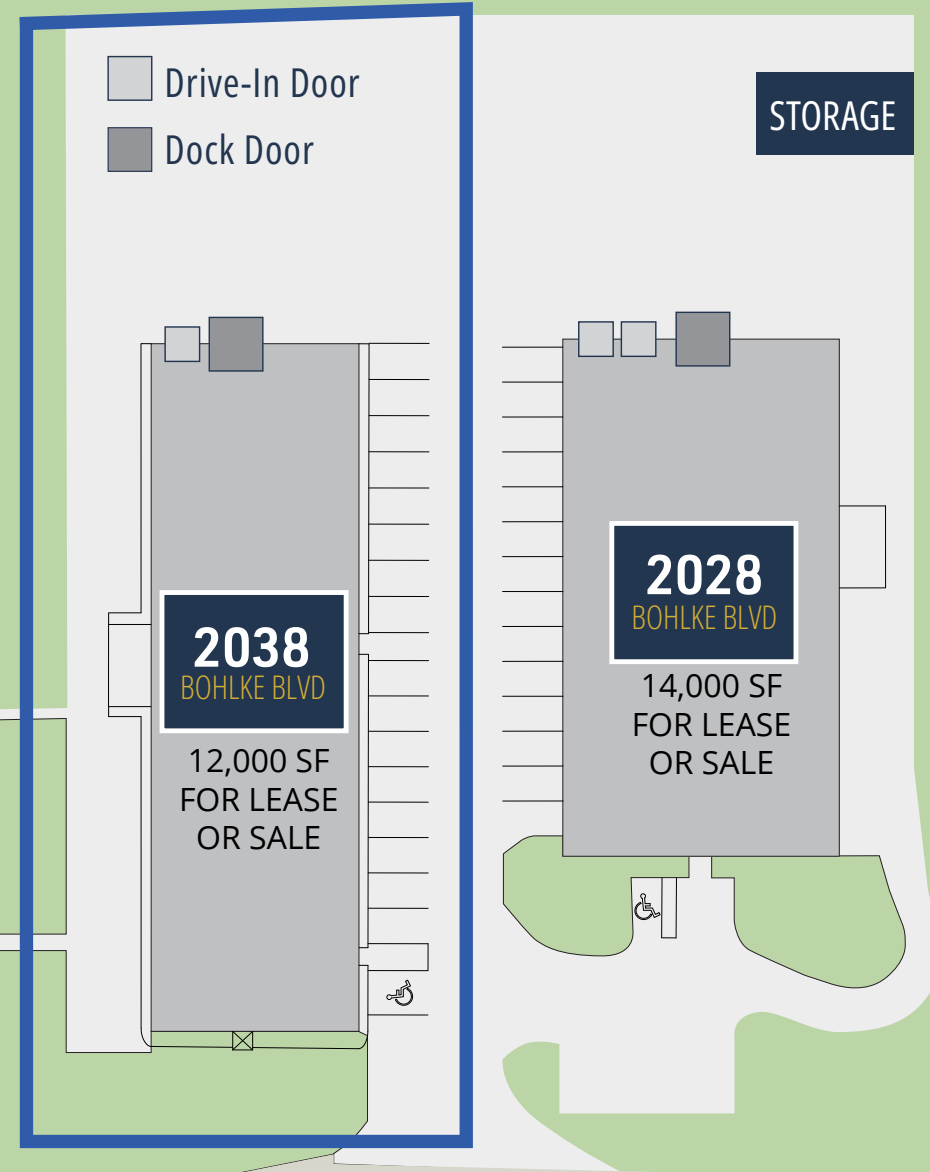 Drive-In Door
Dock Door
STORAGE
2038
BOHLKE BLVD
12,000 SF
FOR LEASE
OR SALE
2028
BOHLKE BLVD
14,000 SF
FOR LEASE
OR SALE